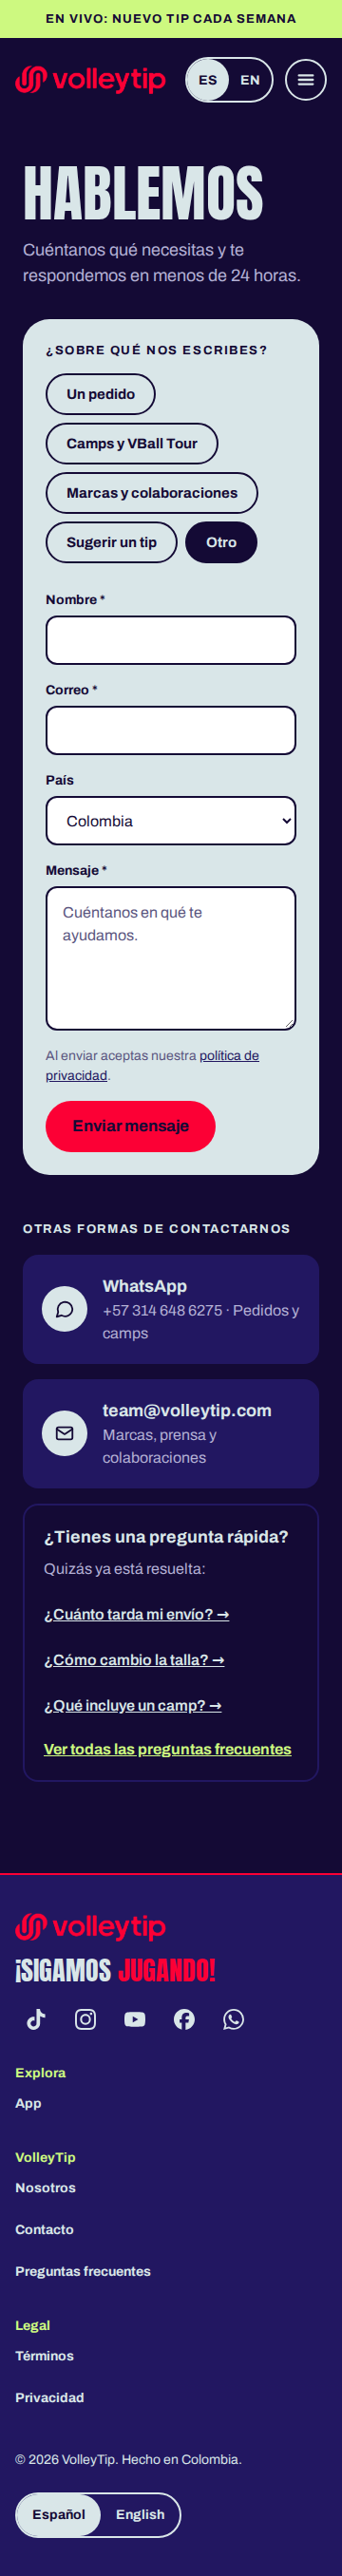 EN VIVO: NUEVO TIP CADA SEMANA
volleytip ES EN
HABLEMOS
Cuéntanos qué necesitas y te
respondemos en menos de 24 horas.
¿SOBRE QUÉ NOS ESCRIBES?
Un pedido
Camps y VBall Tour
Marcas y colaboraciones
Sugerir un tip Otro
Nombre *
Correo *
País
Colombia
Mensaje *
Cuéntanos en qué te
ayudamos.
Al enviar aceptas nuestra política de
privacidad.
Enviar mensaje
OTRAS FORMAS DE CONTACTARNOS
WhatsApp
+57 314 648 6275 · Pedidos y
camps
team@volleytip.com
Marcas, prensa y
colaboraciones
¿Tienes una pregunta rápida?
Quizás ya está resuelta:
¿Cuánto tarda mi envío? →
¿Cómo cambio la talla? →
¿Qué incluye un camp? →
Ver todas las preguntas frecuentes
volleytip
¡SIGAMOS JUGANDO!
Explora
App
VolleyTip
Nosotros
Contacto
Preguntas frecuentes
Legal
Términos
Privacidad
© 2026 VolleyTip. Hecho en Colombia.
Español English